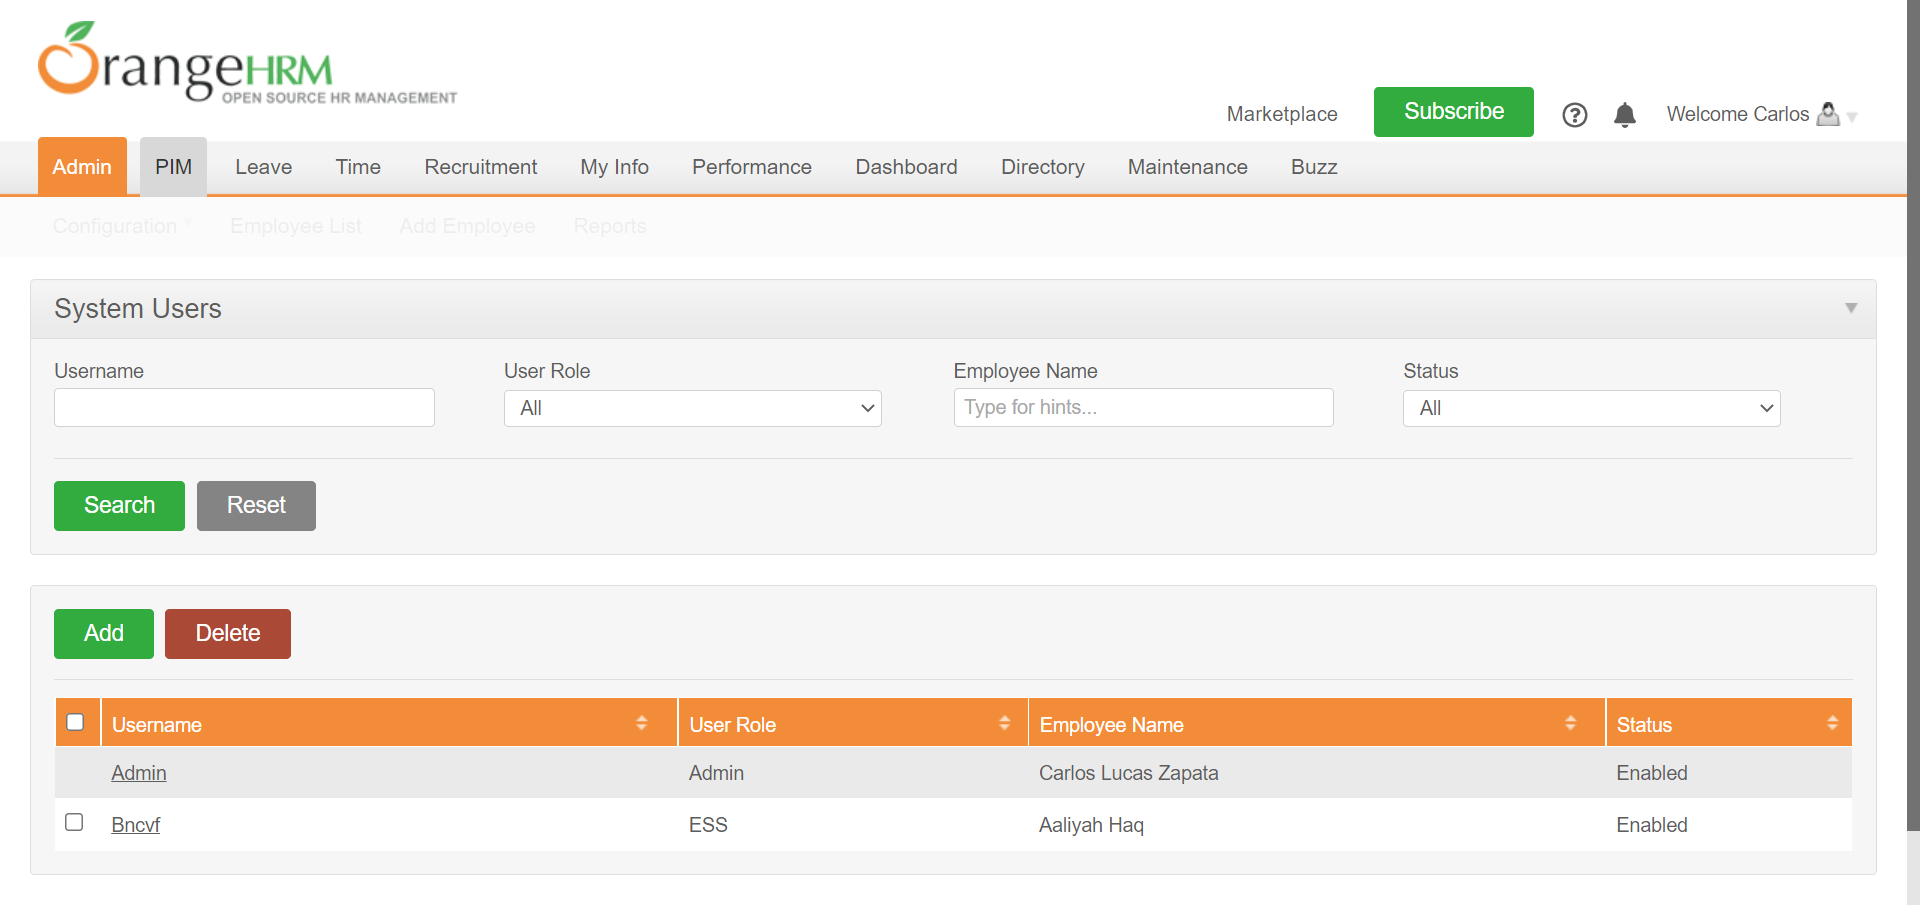 OrangeHRM
OPEN SOURCE HR MANAGEMENT
Marketplace Subscribe ? Welcome Carlos
Admin PIM Leave Time Recruitment My Info Performance Dashboard Directory Maintenance Buzz
Configuration Employee List Add Employee Reports
System Users
Username User Role Employee Name Status
All Type for hints... All
Search Reset
Add Delete
Username User Role Employee Name Status
Admin Admin Carlos Lucas Zapata Enabled
Bncvf ESS Aaliyah Haq Enabled